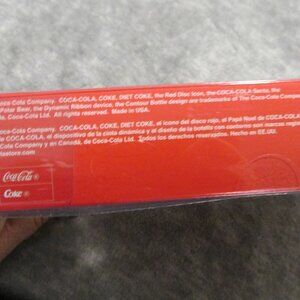 Coca-Cola Company. COCA-COLA, COKE, DIET COKE, the Red Disc Icon, the COCA-COLA Santa, the
Polar Bear, the Dynamic Ribbon device, the Contour Bottle design are trademarks of The Coca-Cola Com
ca-Cola Ltd. All rights reserved. Made in USA.
Coca-Cola Company. COCA-COLA, COKE, DIET COKE, el icono del disco rojo, el Papá Noel de COCA-COLA
LA, el dispositivo de la cinta dinámica y el diseño de la botella con contorno son marcas regis
Company y en Canadá, de Coca-Cola Ltd. Todos los derechos reservados. Hecho en EE.UU.
astore.com
Coca-Cola ®
Coke ®